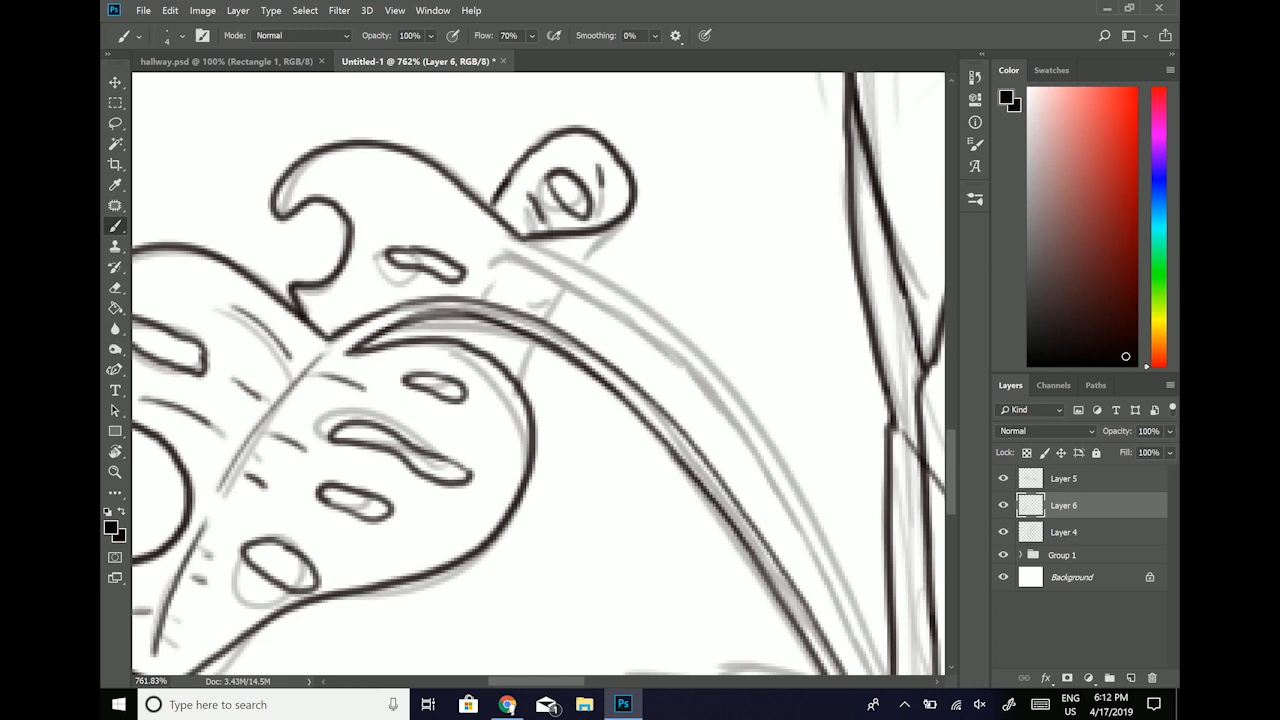 Ps File Edit Image Layer Type Select Filter 3D View Window Help
4 Mode: Normal Opacity: 100% Flow: 70% Smoothing: 0%
hallway.psd @ 100% (Rectangle 1, RGB/8) × Untitled-1 @ 762% (Layer 6, RGB/8) * ×
Color Swatches
Layers Channels Paths
Kind
Normal Opacity: 100%
Lock: Fill: 100%
Layer 5
Layer 6
Layer 4
Group 1
Background
761.83% Doc: 3.43M/14.5M
Type here to search
Ps
ENG
US
6:12 PM
4/17/2019